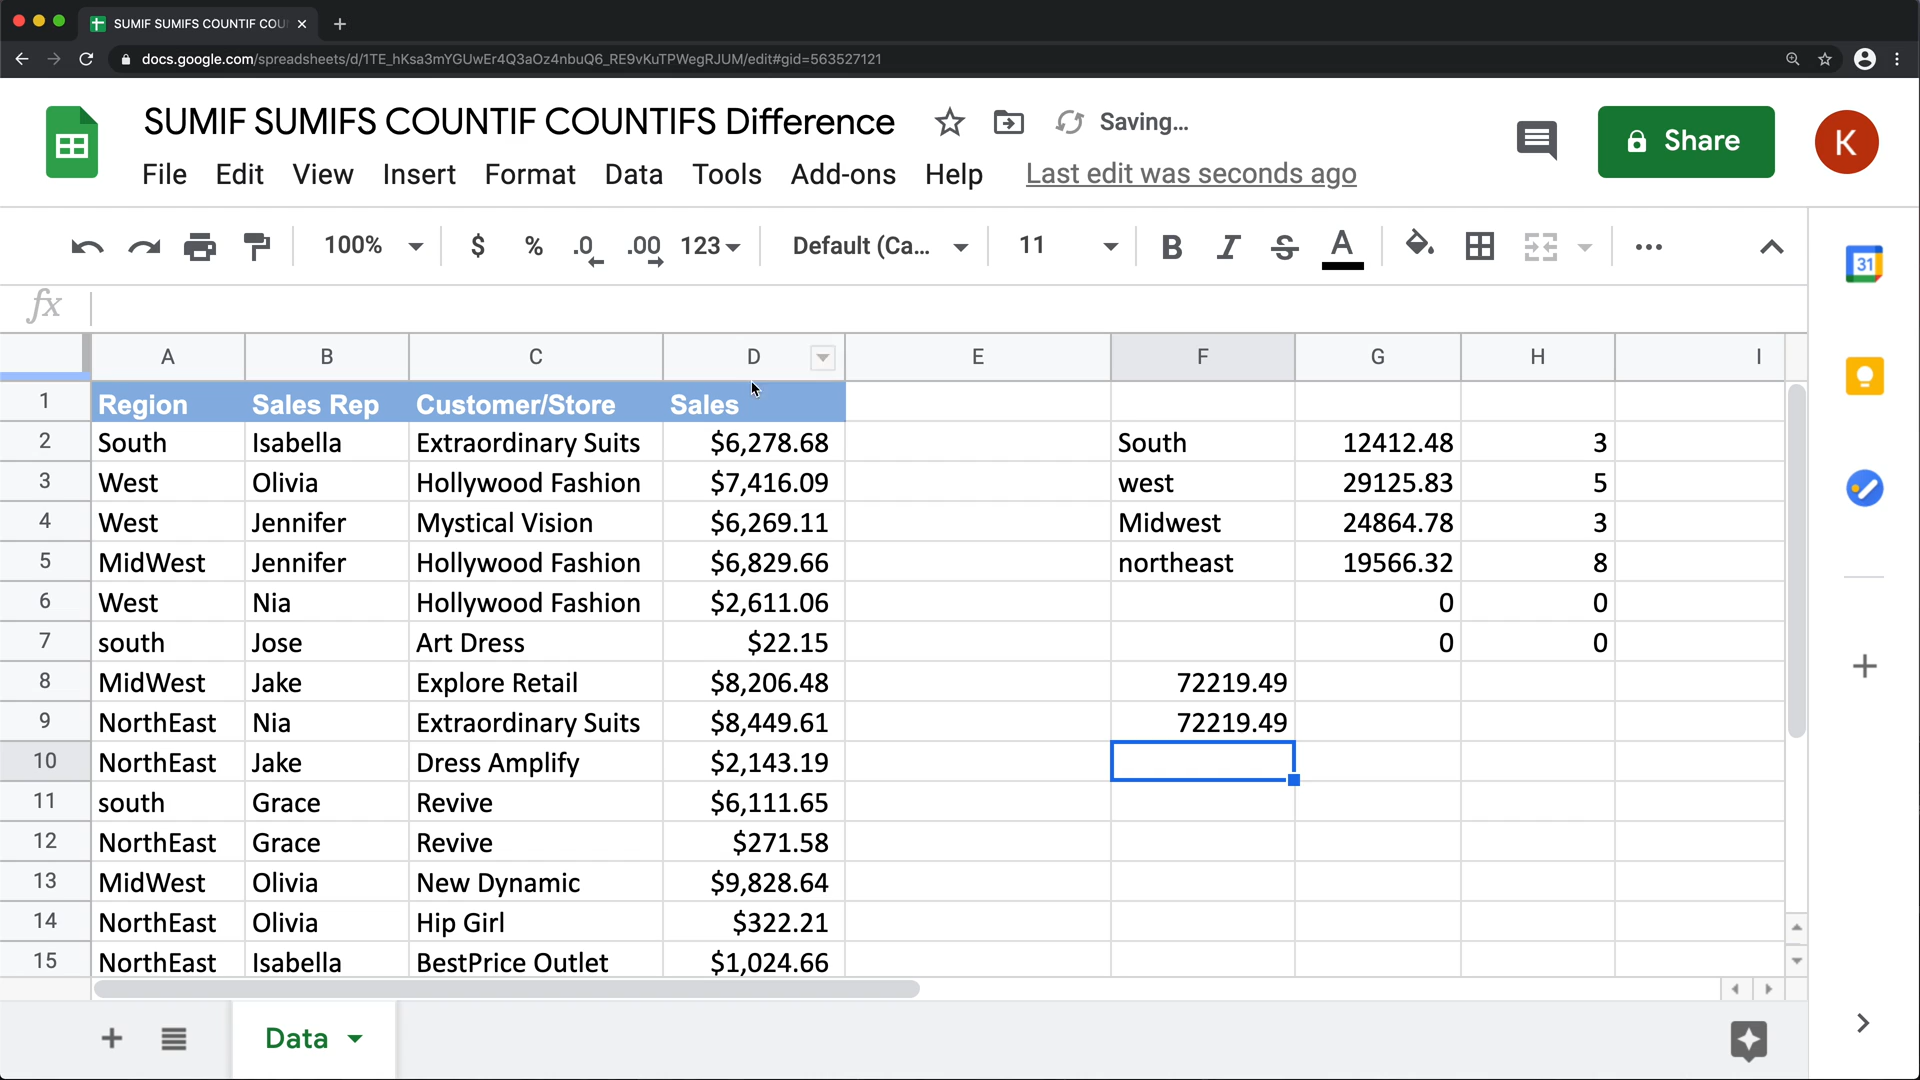 SUMIF SUMIFS COUNTIF COU
docs.google.com/spreadsheets/d/1TE_hKsa3mYGUwEr4Q3aOz4nbuQ6_RE9vKuTPWegRJUM/edit#gid=563527121
SUMIF SUMIFS COUNTIF COUNTIFS Difference Saving...
File Edit View Insert Format Data Tools Add-ons Help Last edit was seconds ago
Share
K
100% $ % .0 .00 123 Default (Ca... 11 B I S A
31
fx
A B C D E F G H I
1 Region Sales Rep Customer/Store Sales
2 South Isabella Extraordinary Suits $6,278.68 South 12412.48 3
3 West Olivia Hollywood Fashion $7,416.09 west 29125.83 5
4 West Jennifer Mystical Vision $6,269.11 Midwest 24864.78 3
5 MidWest Jennifer Hollywood Fashion $6,829.66 northeast 19566.32 8
6 West Nia Hollywood Fashion $2,611.06 0 0
7 south Jose Art Dress $22.15 0 0
8 MidWest Jake Explore Retail $8,206.48 72219.49
9 NorthEast Nia Extraordinary Suits $8,449.61 72219.49
10 NorthEast Jake Dress Amplify $2,143.19
11 south Grace Revive $6,111.65
12 NorthEast Grace Revive $271.58
13 MidWest Olivia New Dynamic $9,828.64
14 NorthEast Olivia Hip Girl $322.21
15 NorthEast Isabella BestPrice Outlet $1,024.66
Data